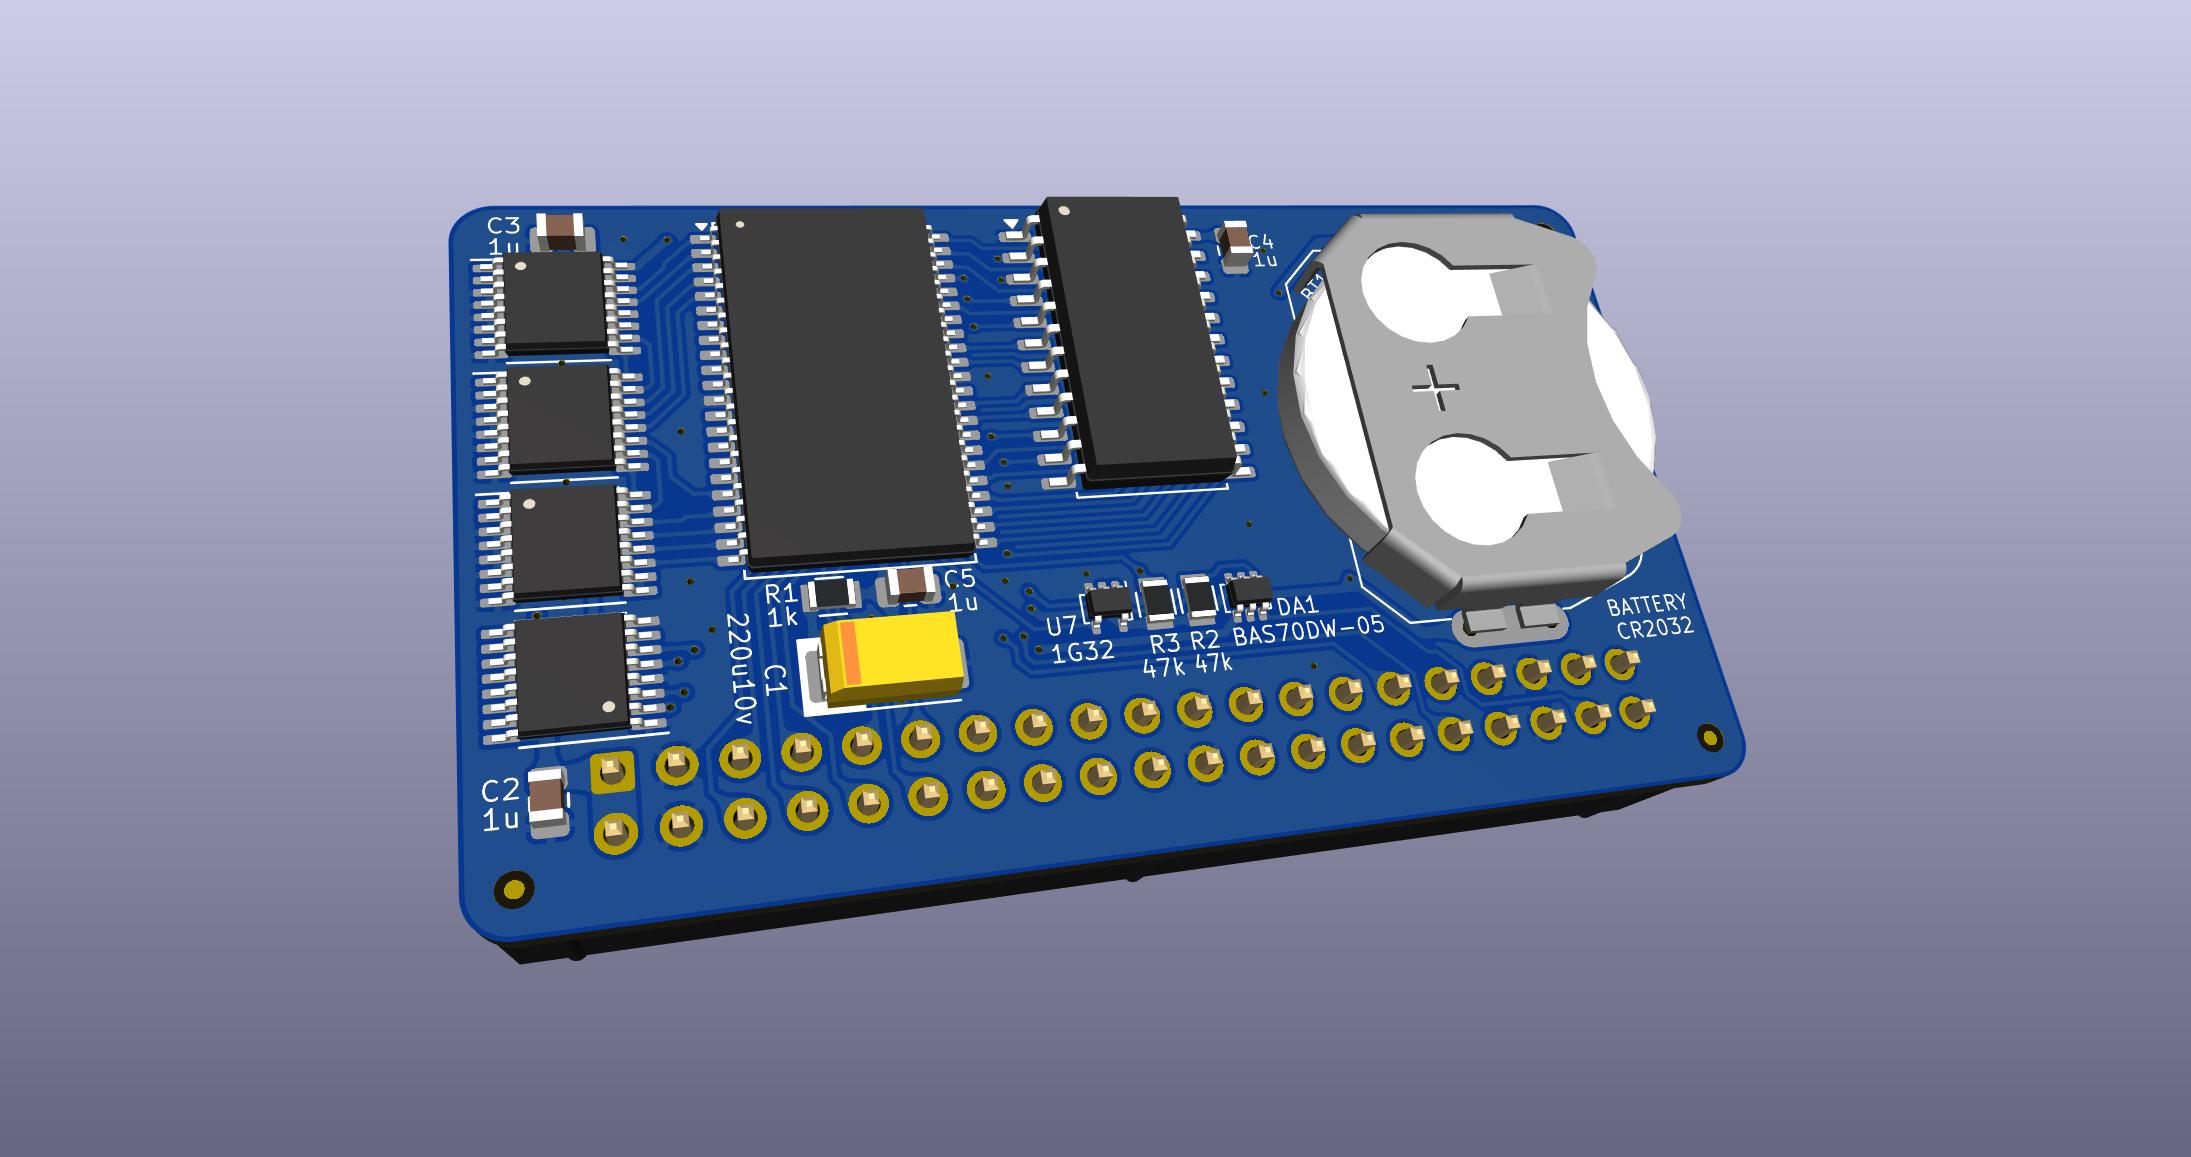 C3
1u
C4
1u
BT1
R1
1k
C5
1u
220u10v
C1
U7
1G32
R3
47k
R2
47k
DA1
BAS70DW-05
BATTERY
CR2032
C2
1u
+